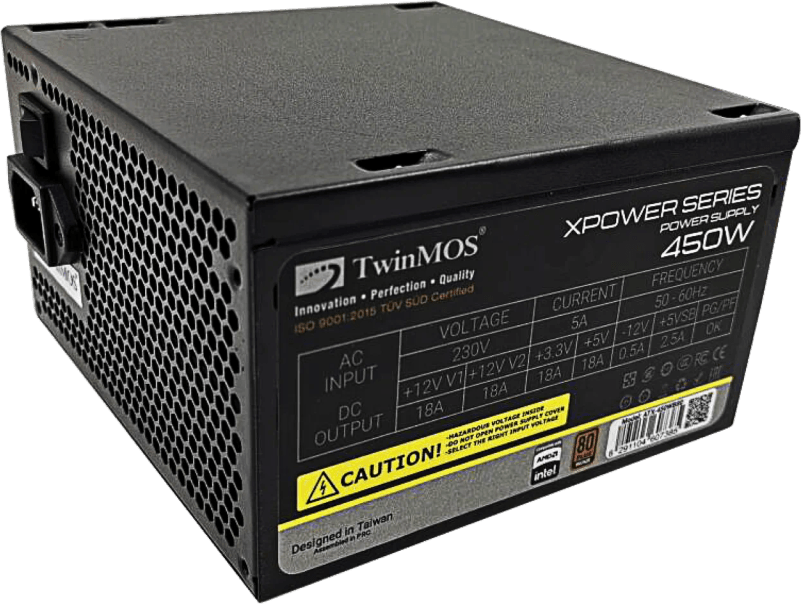 XPOWER SERIES
POWER SUPPLY
450W
TwinMOS®
Innovation • Perfection • Quality
ISO 9001:2015 TÜV SÜD Certified
AC INPUT VOLTAGE CURRENT FREQUENCY
230V 5A 50 - 60Hz
DC OUTPUT +12V V1 +12V V2 +3.3V +5V -12V +5VSB PG/PF
18A 18A 18A 18A 0.5A 2.5A OK
CAUTION!
-HAZARDOUS VOLTAGE INSIDE
-DO NOT OPEN POWER SUPPLY COVER
-SELECT THE RIGHT INPUT VOLTAGE
AMD
intel
80
Designed in Taiwan
Assembled in PRC
MOS®